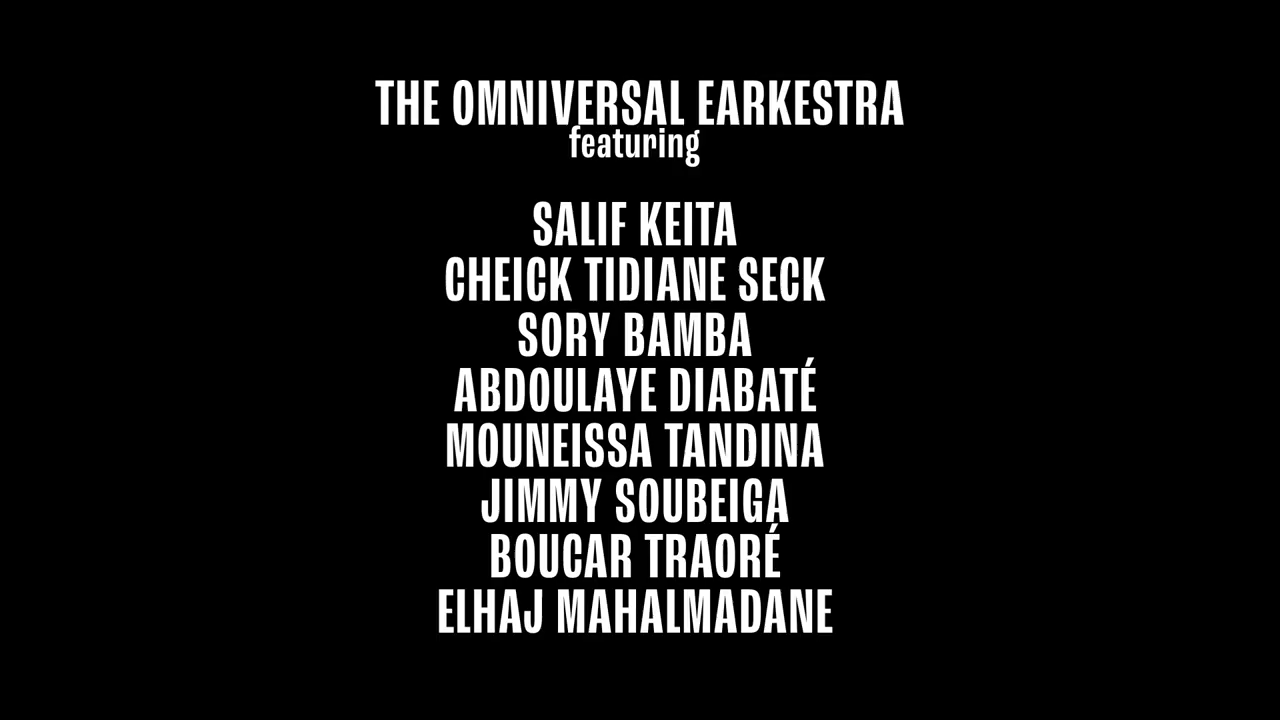 THE OMNIVERSAL EARKESTRA
featuring
SALIF KEITA
CHEICK TIDIANE SECK
SORY BAMBA
ABDOULAYE DIABATÉ
MOUNEISSA TANDINA
JIMMY SOUBEIGA
BOUCAR TRAORÉ
ELHAJ MAHALMADANE